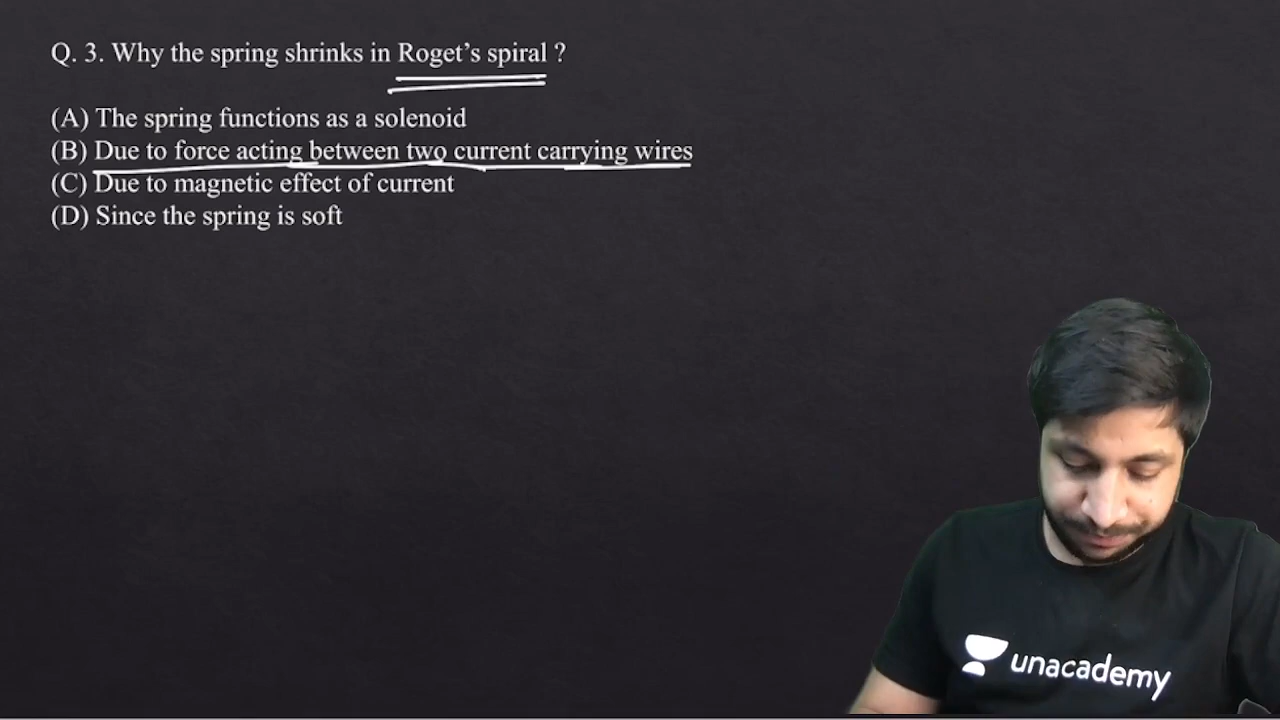 Q. 3. Why the spring shrinks in Roget’s spiral ?
(A) The spring functions as a solenoid
(B) Due to force acting between two current carrying wires
(C) Due to magnetic effect of current
(D) Since the spring is soft
unacademy